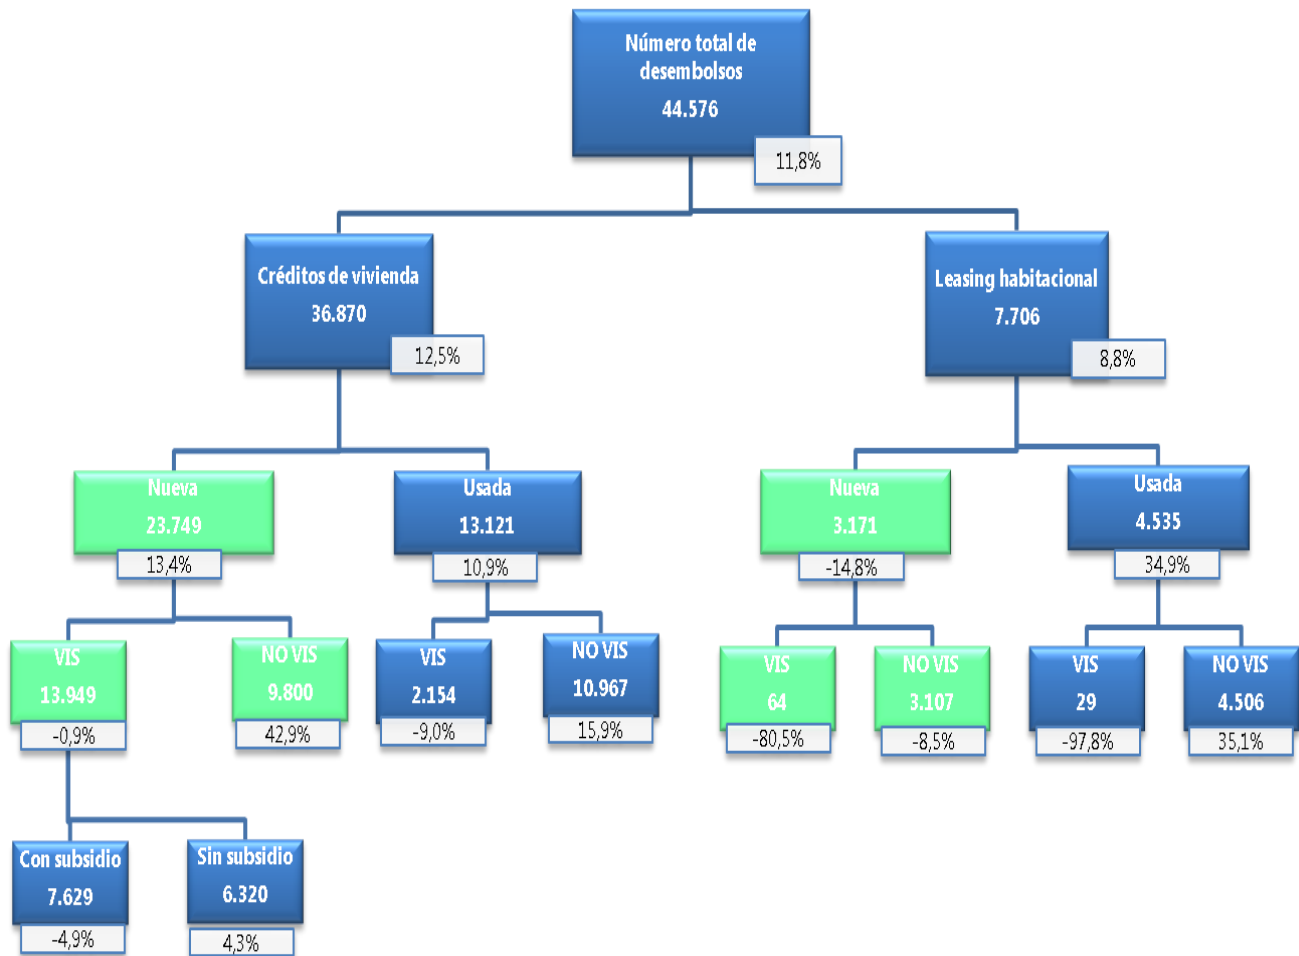 Número total de
desembolsos
44.576
11,8%
Créditos de vivienda
36.870
12,5%
Leasing habitacional
7.706
8,8%
Nueva
23.749
13,4%
Usada
13.121
10,9%
Nueva
3.171
-14,8%
Usada
4.535
34,9%
VIS
13.949
-0,9%
NO VIS
9.800
42,9%
VIS
2.154
-9,0%
NO VIS
10.967
15,9%
VIS
64
-80,5%
NO VIS
3.107
-8,5%
VIS
29
-97,8%
NO VIS
4.506
35,1%
Con subsidio
7.629
-4,9%
Sin subsidio
6.320
4,3%